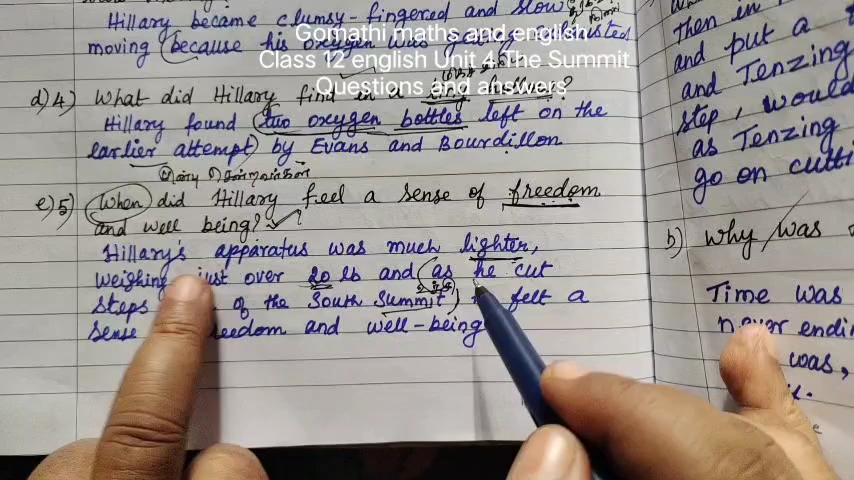 Hillary became clumsy-fingered and slow
moving because his oxygen was
Gomathi maths and english
Class 12 english Unit 4 The Summit
Questions and answers
d) 4) What did Hillary find in a
Hillary found two oxygen bottles left on the
earlier attempt by Evans and Bourdillon
e) 5) When did Hillary feel a sense of freedom
and well being?
Hillary's apparatus was much lighter,
weighing just over 20 lb and (as he cut
steps of the South Summit) felt a
sense freedom and well-being
then in
and put a
and Tenzing
step, would
as Tenzing
go on cutti
b) Why was
Time was
never endi
was,